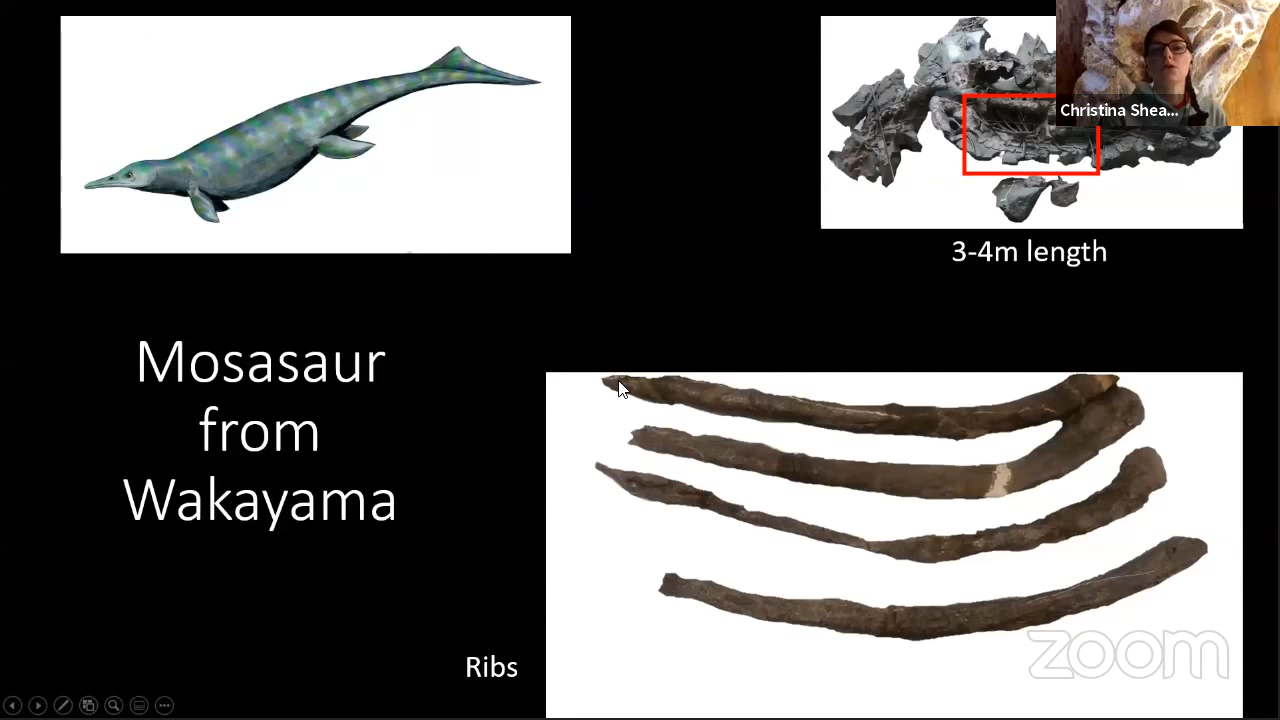 Christina Shea...
3-4m length
Mosasaur
from
Wakayama
Ribs
zoom